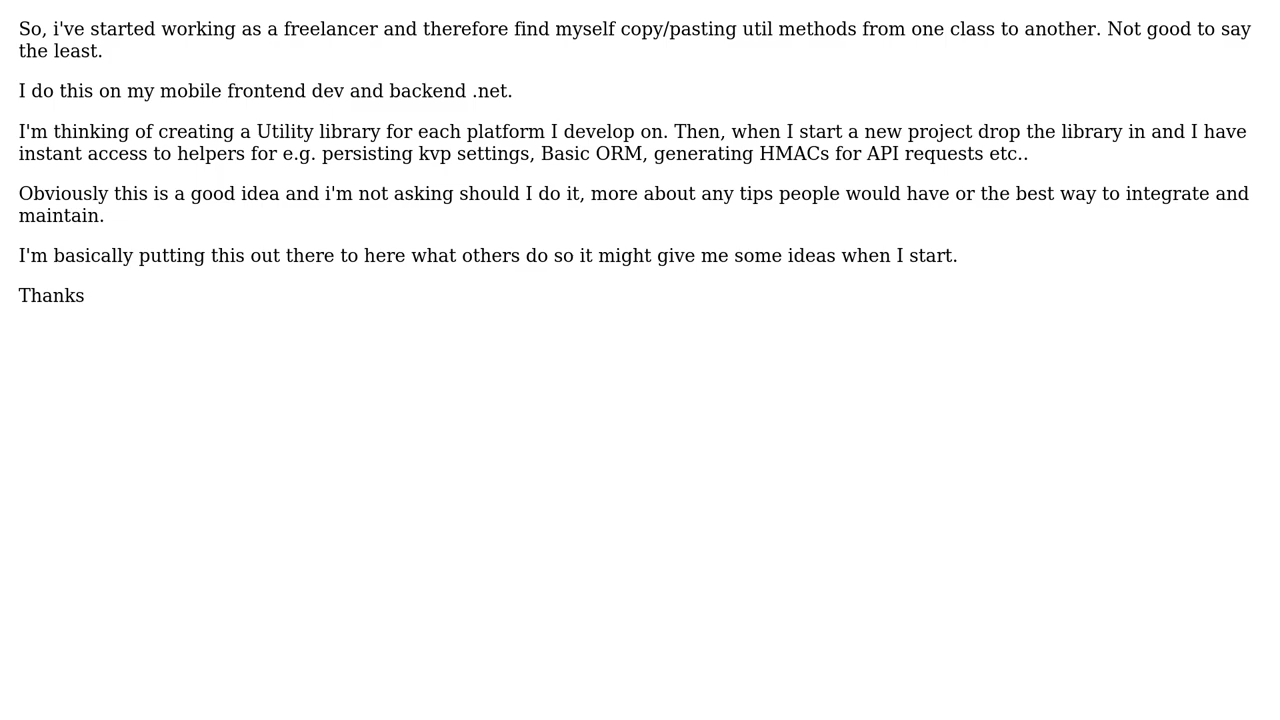 So, i've started working as a freelancer and therefore find myself copy/pasting util methods from one class to another. Not good to say
the least.
I do this on my mobile frontend dev and backend .net.
I'm thinking of creating a Utility library for each platform I develop on. Then, when I start a new project drop the library in and I have
instant access to helpers for e.g. persisting kvp settings, Basic ORM, generating HMACs for API requests etc..
Obviously this is a good idea and i'm not asking should I do it, more about any tips people would have or the best way to integrate and
maintain.
I'm basically putting this out there to here what others do so it might give me some ideas when I start.
Thanks